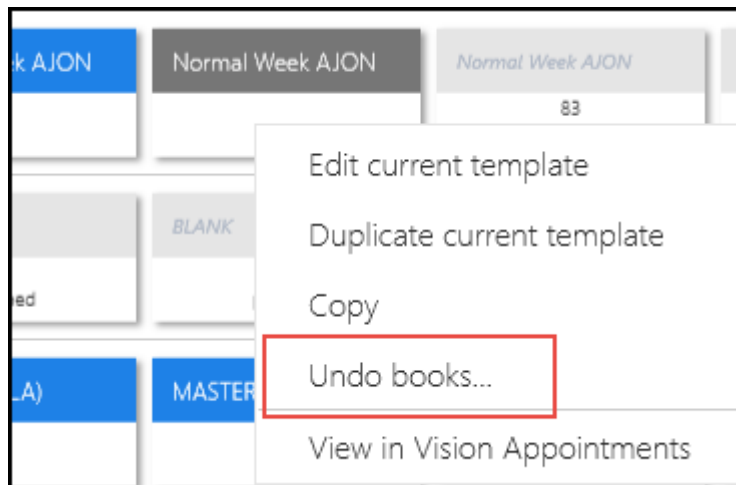 k AJON
Normal Week AJON
Normal Week AJON
83
Edit current template
Duplicate current template
BLANK
ed
Copy
Undo books...
LA)
MASTER
View in Vision Appointments